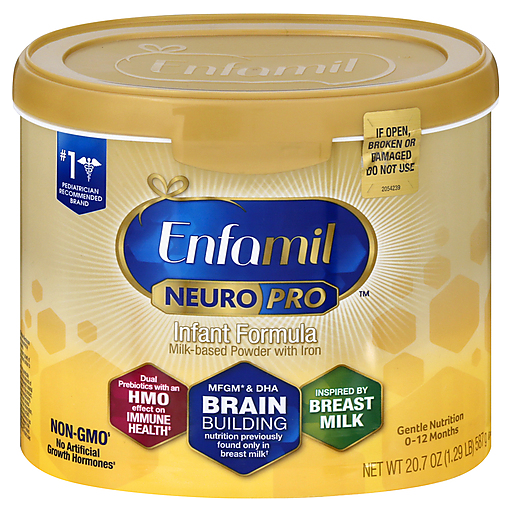 Enfamil
IF OPEN,
BROKEN OR
DAMAGED
DO NOT USE
2054239
#1
PEDIATRICIAN
RECOMMENDED
BRAND
Enfamil
NEURO PRO™
Infant Formula
Milk-based Powder with Iron
Dual
Prebiotics with an
HMO
effect on
IMMUNE
HEALTH†
MFGM* & DHA
BRAIN
BUILDING
nutrition previously
found only in
breast milk†
INSPIRED BY
BREAST
MILK
NON-GMO
No Artificial
Growth Hormones
Gentle Nutrition
0-12 Months
NET WT 20.7 OZ (1.29 LB) 587g